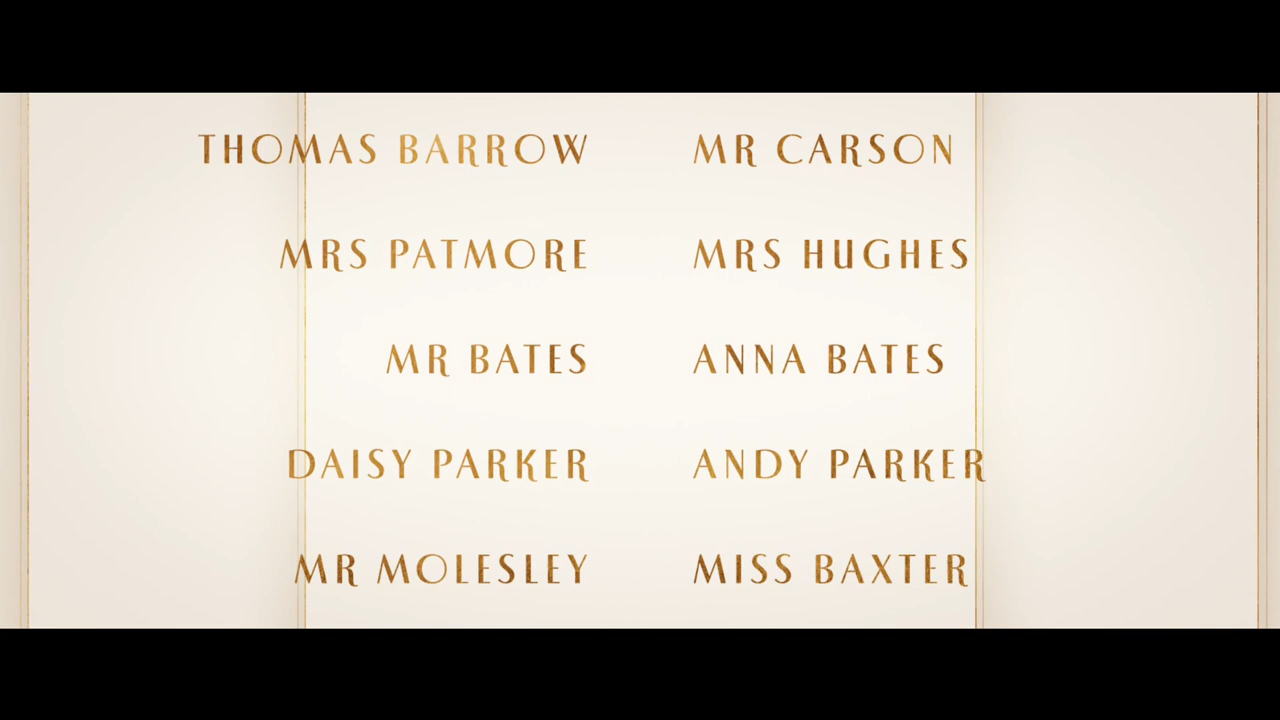 THOMAS BARROW MR CARSON
MRS PATMORE MRS HUGHES
MR BATES ANNA BATES
DAISY PARKER ANDY PARKER
MR MOLESLEY MISS BAXTER